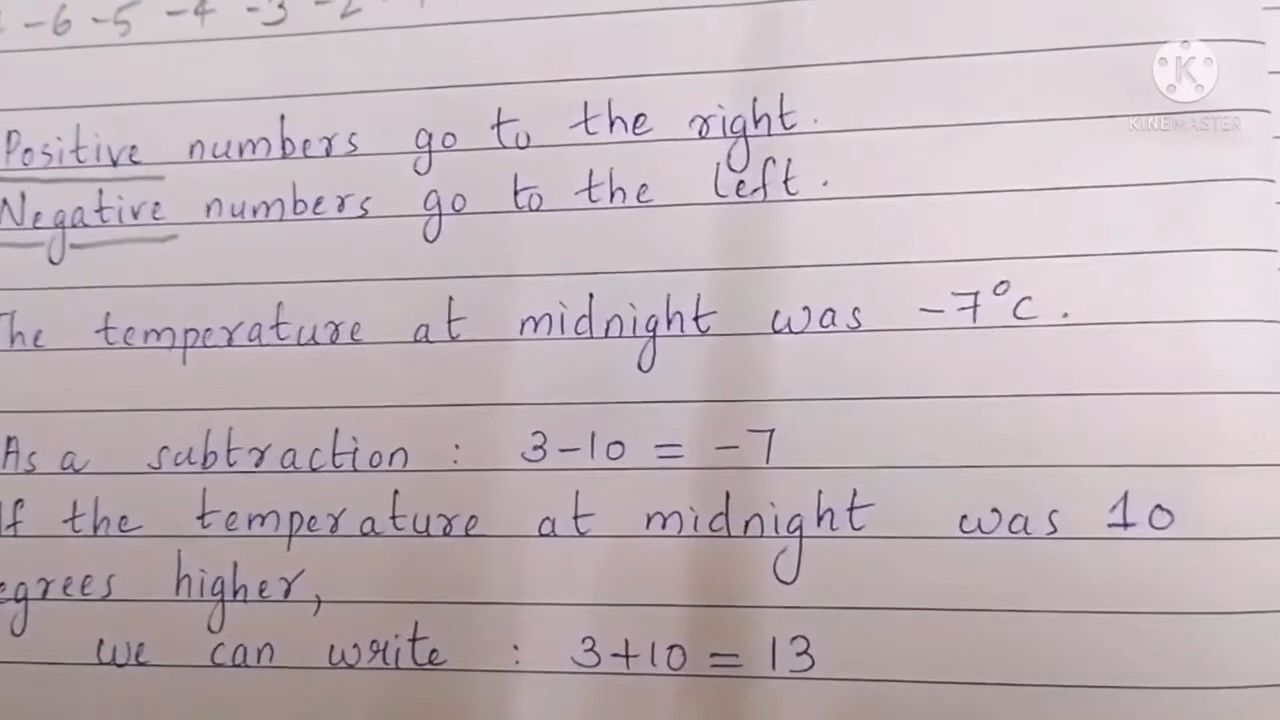 -6 -5 -4 -3 -2
Positive numbers go to the right.
Negative numbers go to the left.
The temperature at midnight was -7°C.
As a subtraction : 3-10 = -7
If the temperature at midnight was 10
egrees higher,
we can write : 3+10 = 13
KINEMASTER